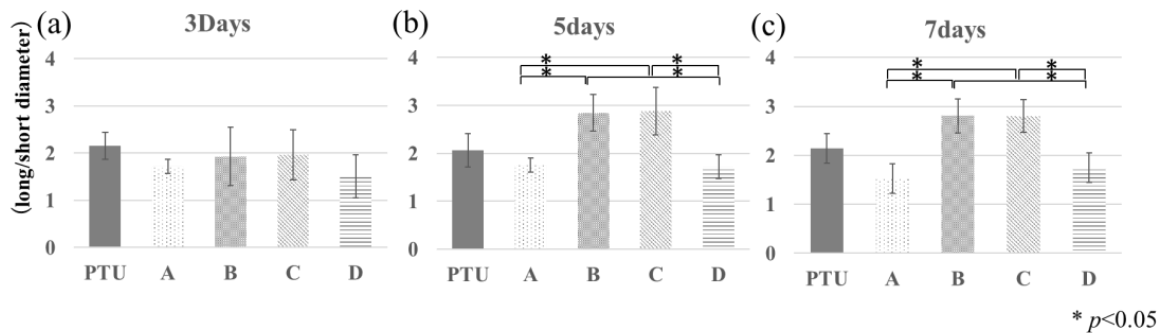 (a) 3Days (b) 5days (c) 7days
(long/short diameter)
4 4 4
* * *
* * * *
3 3 3
2 2 2
1 1 1
0 0 0
PTU A B C D PTU A B C D PTU A B C D
* p<0.05